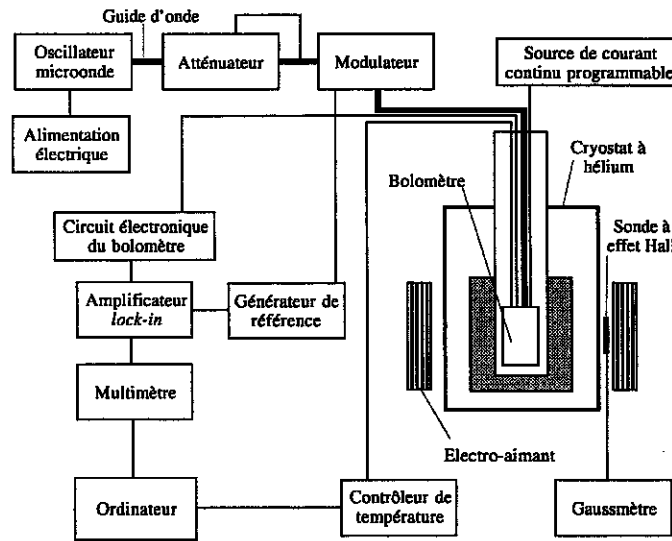 Guide d'onde
Oscillateur
microonde
Atténuateur
Modulateur
Source de courant
continu programmable
Alimentation
électrique
Cryostat à
hélium
Bolomètre
Circuit électronique
du bolomètre
Sonde à
effet Hall
Amplificateur
lock-in
Générateur de
référence
Multimètre
Electro-aimant
Ordinateur
Contrôleur de
température
Gaussmètre